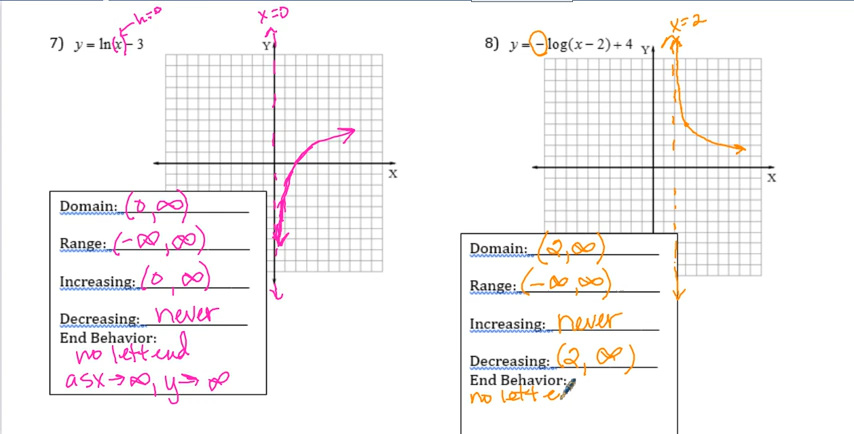 x=0
h=0
7) y = ln(x) − 3
Y
X
Domain: (0, ∞)
Range: (-∞, ∞)
Increasing: (0, ∞)
Decreasing: never
End Behavior:
no left end
as x→∞, y→∞
x=2
8) y = −log(x − 2) + 4
Y
X
Domain: (2, ∞)
Range: (-∞, ∞)
Increasing: never
Decreasing: (2, ∞)
End Behavior:
no left e